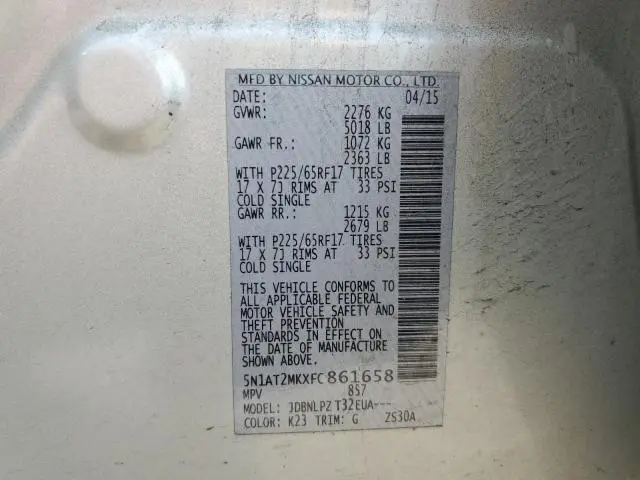 MFD BY NISSAN MOTOR CO., LTD.
DATE: 04/15
GVWR: 2276 KG
5018 LB
GAWR FR.: 1072 KG
2363 LB
WITH P225/65RF17 TIRES
17 X 7J RIMS AT 33 PSI
COLD SINGLE
GAWR RR.: 1215 KG
2679 LB
WITH P225/65RF17 TIRES
17 X 7J RIMS AT 33 PSI
COLD SINGLE
THIS VEHICLE CONFORMS TO
ALL APPLICABLE FEDERAL
MOTOR VEHICLE SAFETY AND
THEFT PREVENTION
STANDARDS IN EFFECT ON THE
DATE OF MANUFACTURE
SHOWN ABOVE.
5N1AT2MKXFC861658
MPV 857
MODEL: JDBNLPZ T32EUA---
COLOR: K23 TRIM: G ZS30A